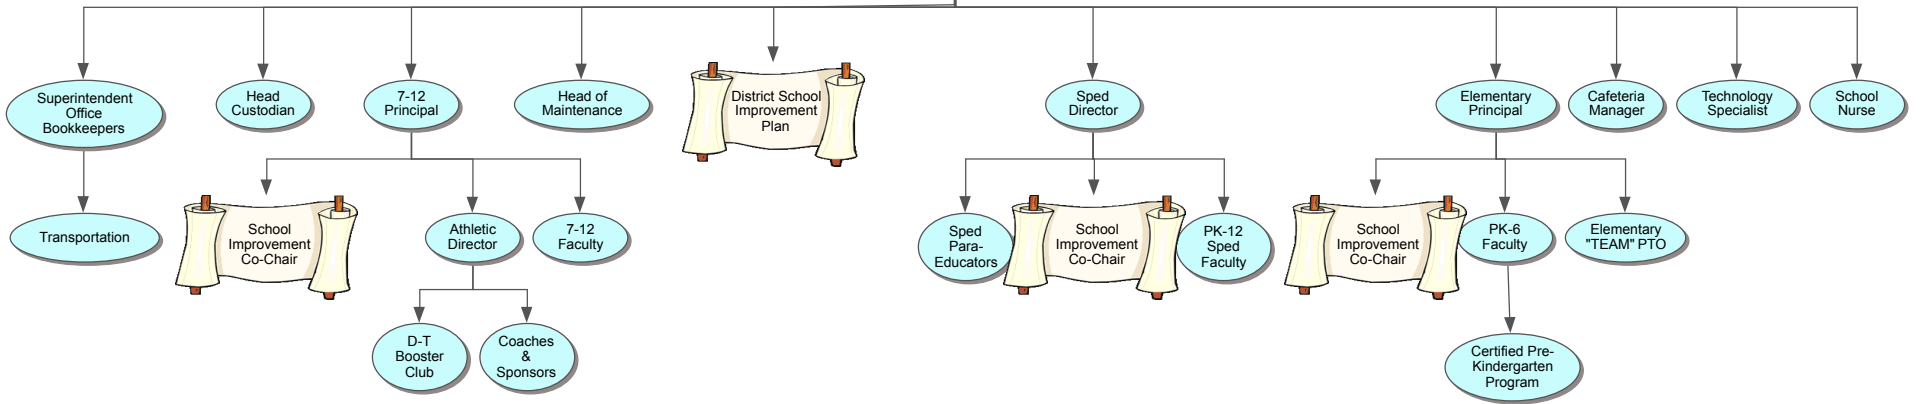 Superintendent
Office
Bookkeepers
Head
Custodian
7-12
Principal
Head of
Maintenance
District School
Improvement
Plan
Sped
Director
Elementary
Principal
Cafeteria
Manager
Technology
Specialist
School
Nurse
Transportation
School
Improvement
Co-Chair
Athletic
Director
7-12
Faculty
Sped
Para-
Educators
School
Improvement
Co-Chair
PK-12
Sped
Faculty
School
Improvement
Co-Chair
PK-6
Faculty
Elementary
"TEAM" PTO
D-T
Booster
Club
Coaches
&
Sponsors
Certified Pre-
Kindergarten
Program